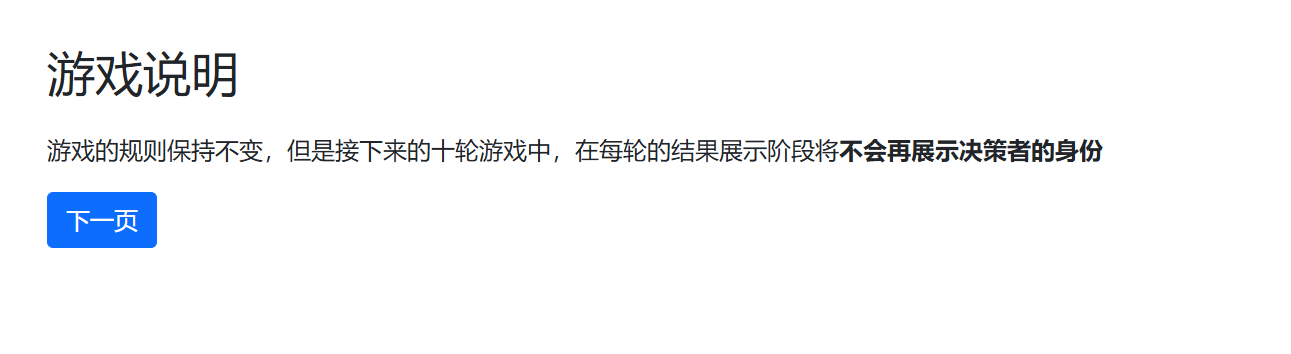 游戏说明
游戏的规则保持不变，但是接下来的十轮游戏中，在每轮的结果展示阶段将不会再展示决策者的身份
下一页